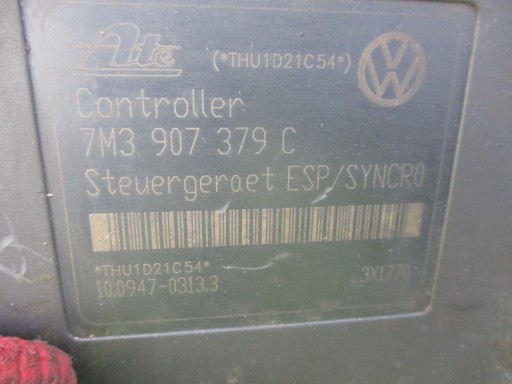 Ate (*THU1D21C54*)
Controller
7M3 907 379 C
Steuergeraet ESP/SYNCRO
*THU1D21C54*
10.0947-0313.3 3X1770